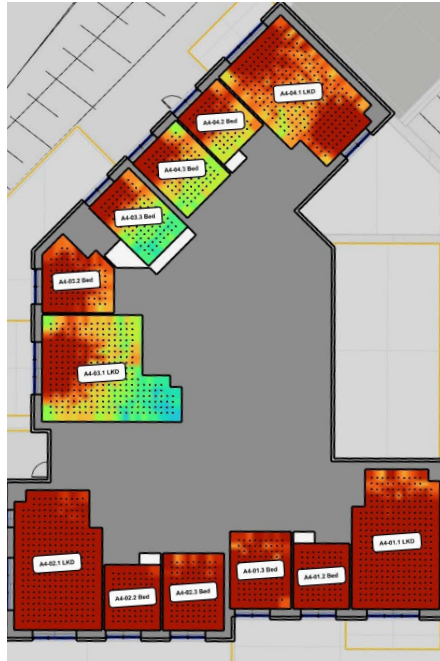 A4-04.1 LKD
A4-04.2 Bed
A4-04.3 Bed
A4-03.3 Bed
A4-03.2 Bed
A4-03.1 LKD
A4-02.1 LKD
A4-02.2 Bed
A4-02.3 Bed
A4-01.3 Bed
A4-01.2 Bed
A4-01.1 LKD